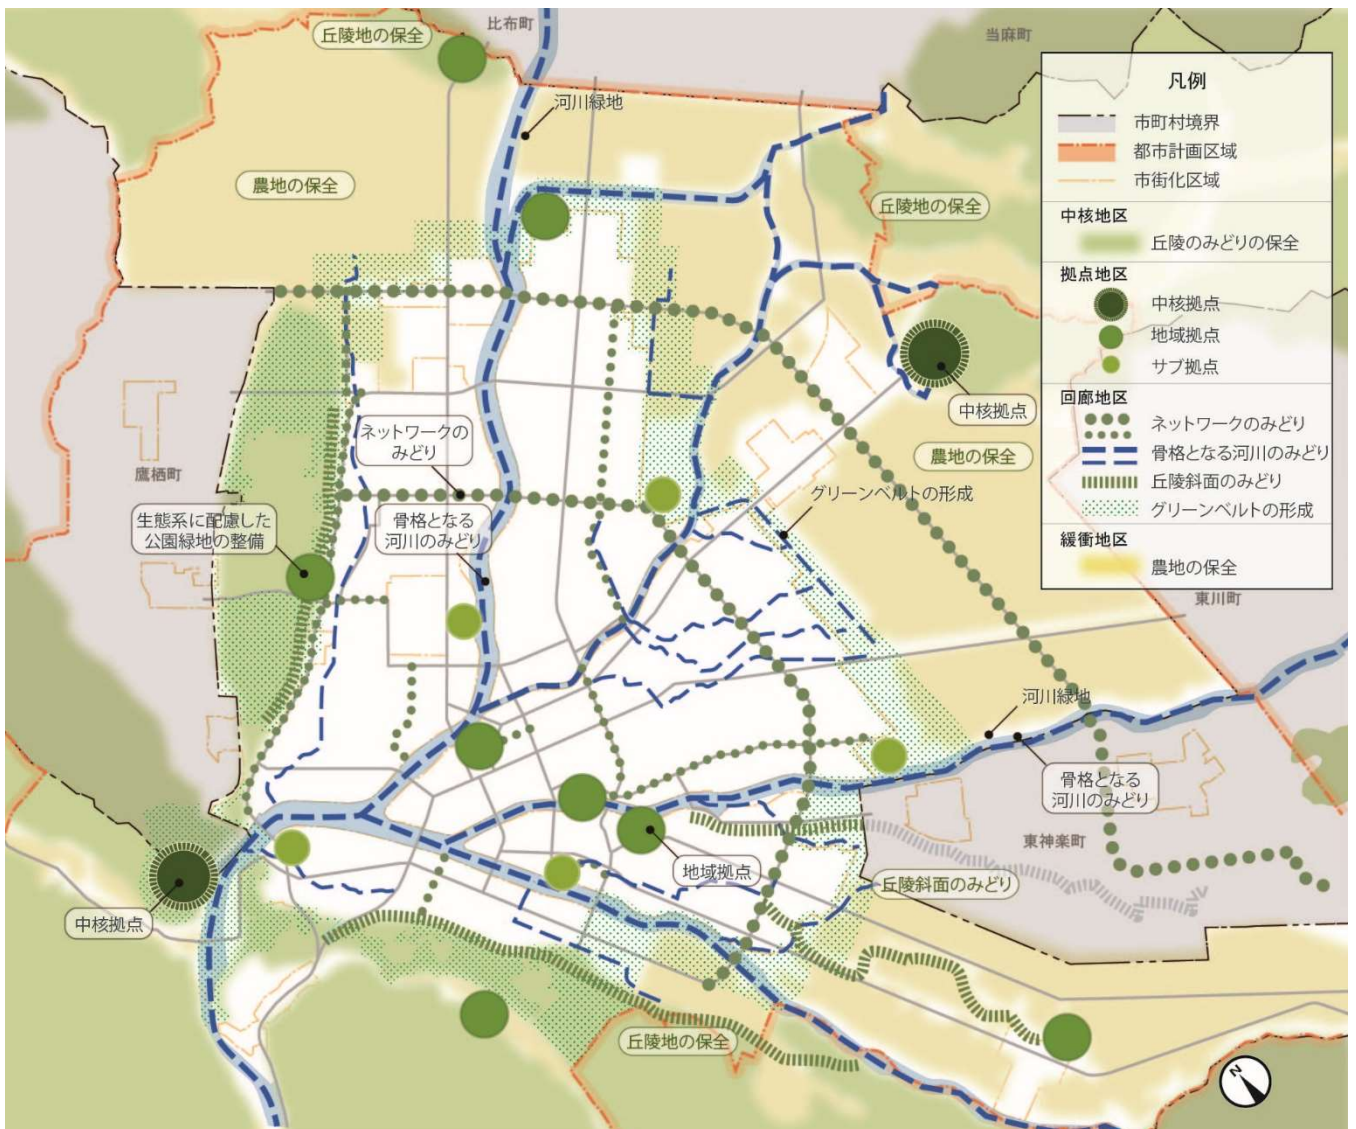 比布町
丘陵地の保全
当麻町
河川緑地
農地の保全
丘陵地の保全
中核拠点
農地の保全
ネットワークの
みどり
鷹栖町
グリーンベルトの形成
生態系に配慮した
公園緑地の整備
骨格となる
河川のみどり
東川町
河川緑地
骨格となる
河川のみどり
東神楽町
地域拠点
丘陵斜面のみどり
中核拠点
丘陵地の保全
N
凡例
市町村境界
都市計画区域
市街化区域
中核地区
丘陵のみどりの保全
拠点地区
中核拠点
地域拠点
サブ拠点
回廊地区
ネットワークのみどり
骨格となる河川のみどり
丘陵斜面のみどり
グリーンベルトの形成
緩衝地区
農地の保全